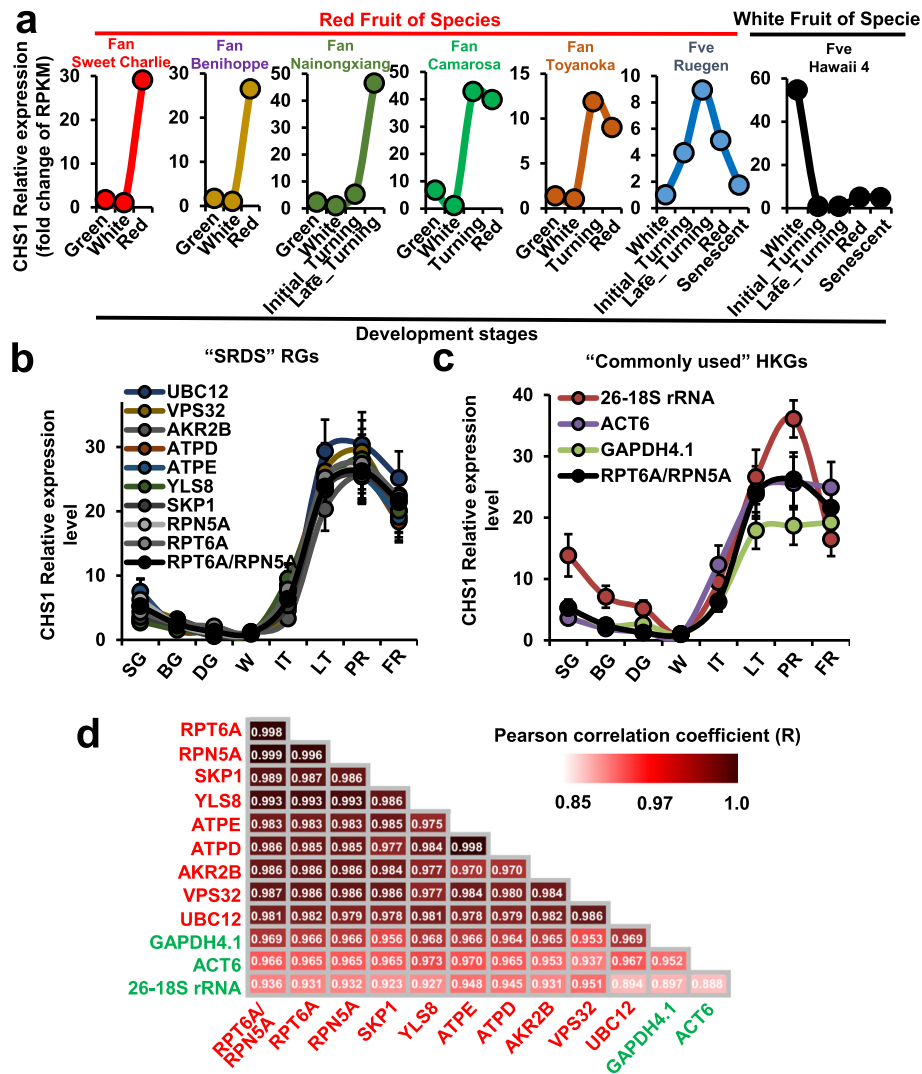 a
Red Fruit of Species
White Fruit of Specie
Fan
Sweet Charlie
Fan
Benihoppe
Fan
Nainongxiang
Fan
Camarosa
Fan
Toyanoka
Fve
Ruegen
Fve
Hawaii 4
CHS1 Relative expression
(fold change of RPKM)
30
20
10
0
30
20
10
0
50
40
30
20
10
0
50
40
30
20
10
0
15
10
5
0
10
8
6
4
2
0
60
40
20
0
Green
White
Red
Green
White
Red
Green
White
Initial_Turning
Late_Turning
Green
White
Turning
Red
Green
White
Turning
Red
White
Initial_Turning
Late_Turning
Red
Senescent
White
Initial_Turning
Late_Turning
Red
Senescent
Development stages
b
“SRDS” RGs
CHS1 Relative expression
level
30
20
10
0
UBC12
VPS32
AKR2B
ATPD
ATPE
YLS8
SKP1
RPN5A
RPT6A
RPT6A/RPN5A
SG
BG
DG
W
IT
LT
PR
FR
c
“Commonly used” HKGs
CHS1 Relative expression
level
40
30
20
10
0
26-18S rRNA
ACT6
GAPDH4.1
RPT6A/RPN5A
SG
BG
DG
W
IT
LT
PR
FR
d
Pearson correlation coefficient (R)
0.85 0.97 1.0
RPT6A 0.998
RPN5A 0.999 0.996
SKP1 0.989 0.987 0.986
YLS8 0.993 0.993 0.993 0.986
ATPE 0.983 0.983 0.983 0.985 0.975
ATPD 0.986 0.985 0.985 0.977 0.984 0.998
AKR2B 0.986 0.986 0.986 0.984 0.977 0.970 0.970
VPS32 0.987 0.986 0.986 0.986 0.977 0.984 0.980 0.984
UBC12 0.981 0.982 0.979 0.978 0.981 0.978 0.979 0.982 0.986
GAPDH4.1 0.969 0.966 0.966 0.956 0.968 0.966 0.964 0.965 0.953 0.969
ACT6 0.966 0.965 0.965 0.965 0.973 0.970 0.965 0.953 0.937 0.967 0.952
26-18S rRNA 0.936 0.931 0.932 0.923 0.927 0.948 0.945 0.931 0.951 0.894 0.897 0.888
RPT6A/
RPN5A
RPT6A
RPN5A
SKP1
YLS8
ATPE
ATPD
AKR2B
VPS32
UBC12
GAPDH4.1
ACT6